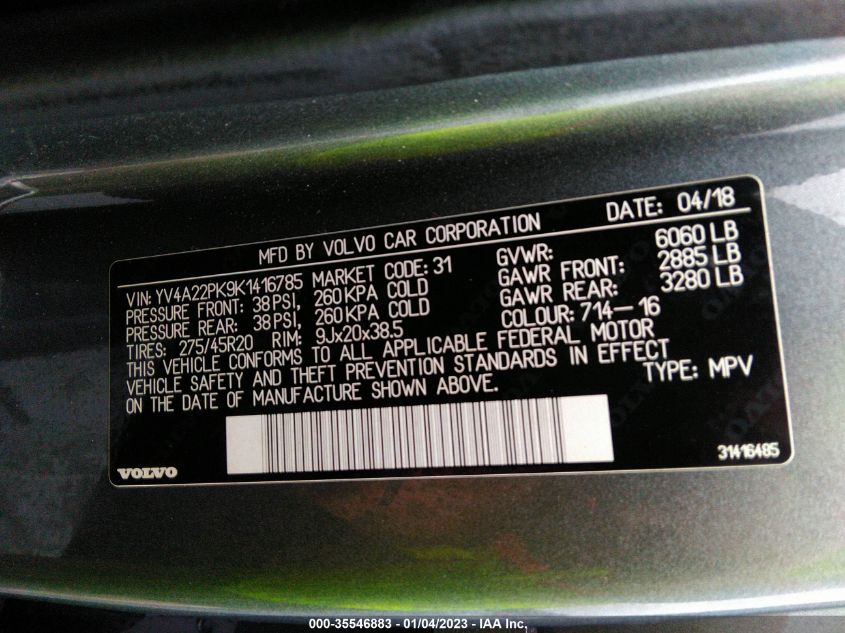 MFD BY VOLVO CAR CORPORATION DATE: 04/18
VIN: YV4A22PK9K1416785 MARKET CODE: 31 GVWR: 6060 LB
PRESSURE FRONT: 38 PSI, 260 KPA COLD GAWR FRONT: 2885 LB
PRESSURE REAR: 38 PSI, 260 KPA COLD GAWR REAR: 3280 LB
TIRES: 275/45R20 RIM: 9Jx20x38.5 COLOUR: 714-16
THIS VEHICLE CONFORMS TO ALL APPLICABLE FEDERAL MOTOR
VEHICLE SAFETY AND THEFT PREVENTION STANDARDS IN EFFECT
ON THE DATE OF MANUFACTURE SHOWN ABOVE. TYPE: MPV
VOLVO 31416485
000-35546883 - 01/04/2023 - IAA Inc.